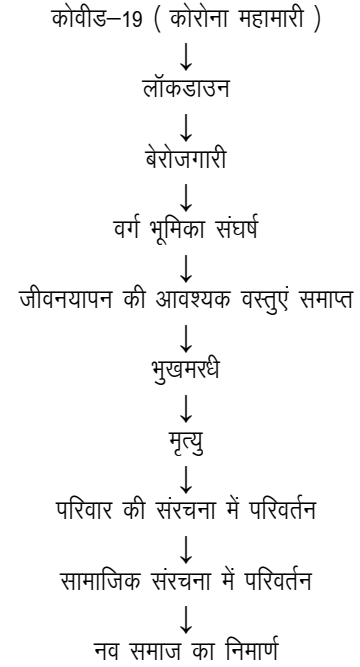 कोवीड–19 ( कोरोना महामारी )
↓
लॉकडाउन
↓
बेरोजगारी
↓
वर्ग भूमिका संघर्ष
↓
जीवनयापन की आवश्यक वस्तुएं समाप्त
↓
भुखमरधी
↓
मृत्यु
↓
परिवार की संरचना में परिवर्तन
↓
सामाजिक संरचना में परिवर्तन
↓
नव समाज का निमार्ण